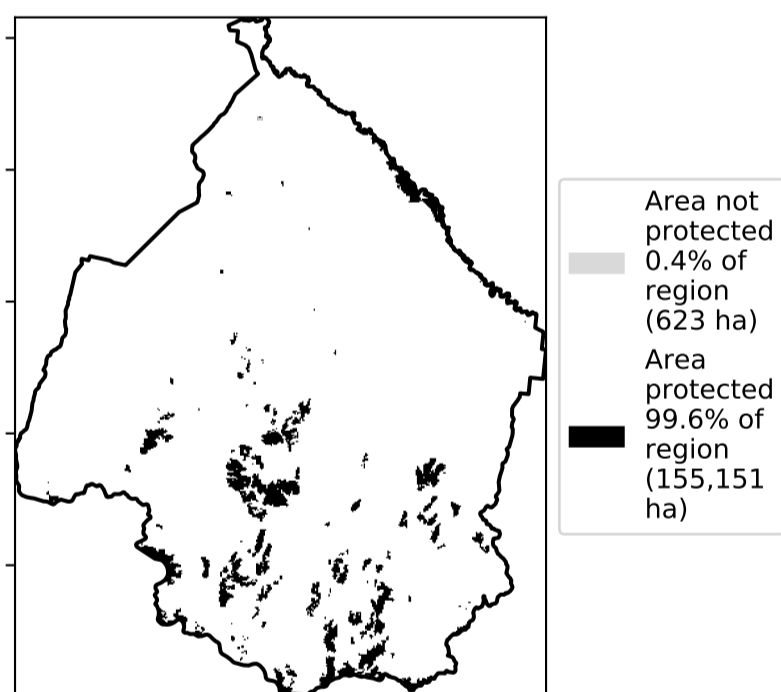 Area not
protected
0.4% of
region
(623 ha)
Area
protected
99.6% of
region
(155,151
ha)